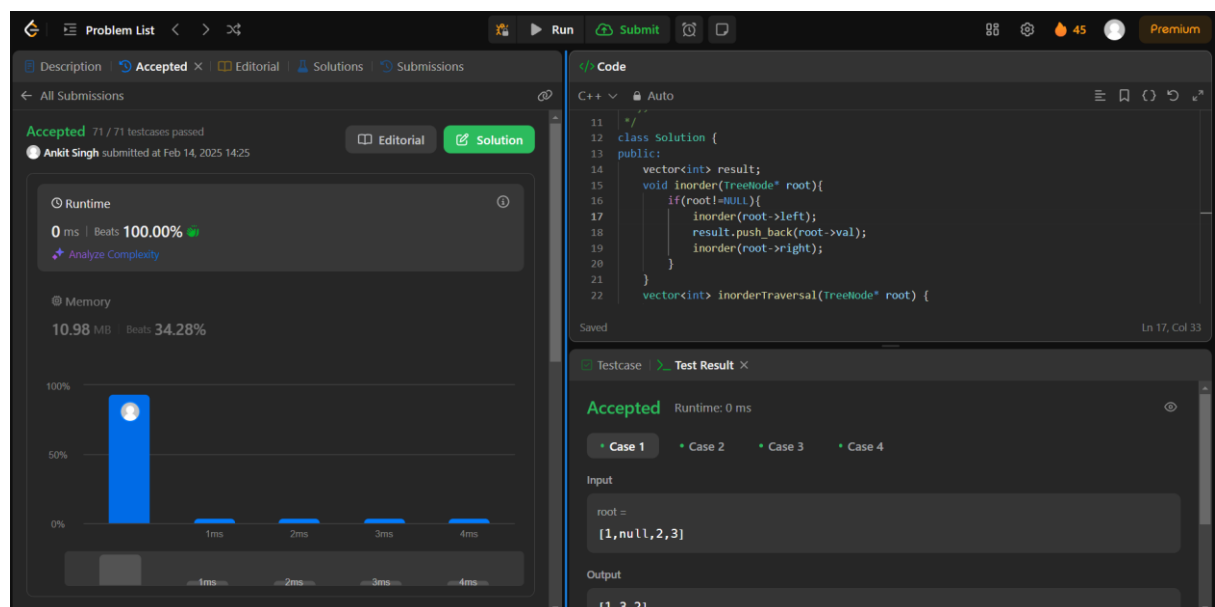 Problem List
Run
Submit
45
Premium
Description
Accepted
Editorial
Solutions
Submissions
All Submissions
Accepted 71 / 71 testcases passed
Ankit Singh submitted at Feb 14, 2025 14:25
Editorial
Solution
Runtime
0 ms | Beats 100.00%
Analyze Complexity
Memory
10.98 MB | Beats 34.28%
100%
50%
0%
1ms 2ms 3ms 4ms
1ms 2ms 3ms 4ms
</> Code
C++ Auto
11 */
12 class Solution {
13 public:
14 vector<int> result;
15 void inorder(TreeNode* root){
16 if(root!=NULL){
17 inorder(root->left);
18 result.push_back(root->val);
19 inorder(root->right);
20 }
21 }
22 vector<int> inorderTraversal(TreeNode* root) {
Saved
Ln 17, Col 33
Testcase
>_ Test Result
Accepted Runtime: 0 ms
• Case 1 • Case 2 • Case 3 • Case 4
Input
root =
[1,null,2,3]
Output
[1,3,2]